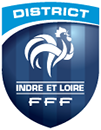 DISTRICT
INDRE ET LOIRE
FFF